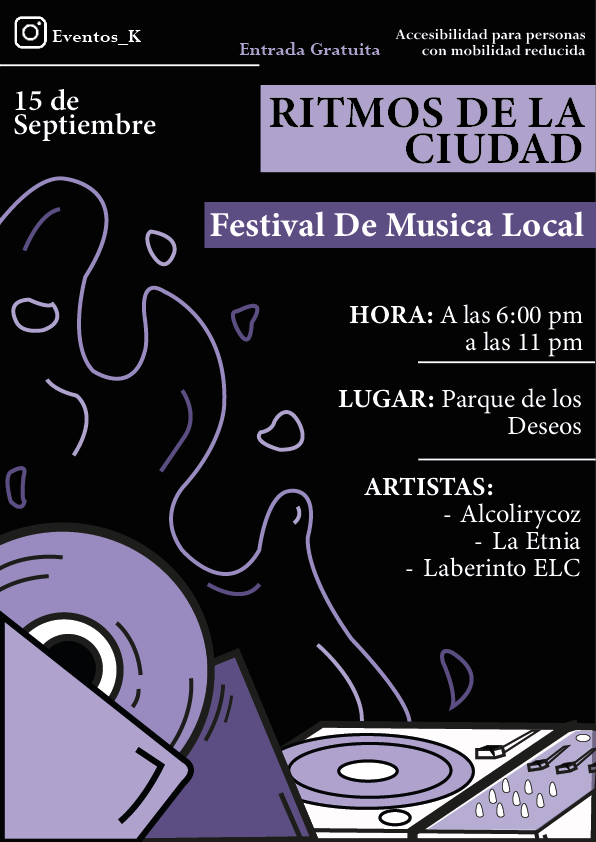 Eventos_K
Entrada Gratuita
Accesibilidad para personas
con mobilidad reducida
15 de
Septiembre
RITMOS DE LA
CIUDAD
Festival De Musica Local
HORA: A las 6:00 pm
a las 11 pm
LUGAR: Parque de los
Deseos
ARTISTAS:
- Alcolirycoz
- La Etnia
- Laberinto ELC